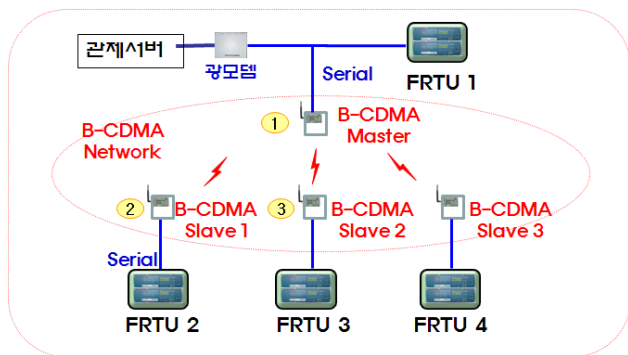 관제서버
광모뎀
Serial
FRTU 1
1
B-CDMA
Master
B-CDMA
Network
2
B-CDMA
Slave 1
3
B-CDMA
Slave 2
B-CDMA
Slave 3
Serial
FRTU 2
FRTU 3
FRTU 4